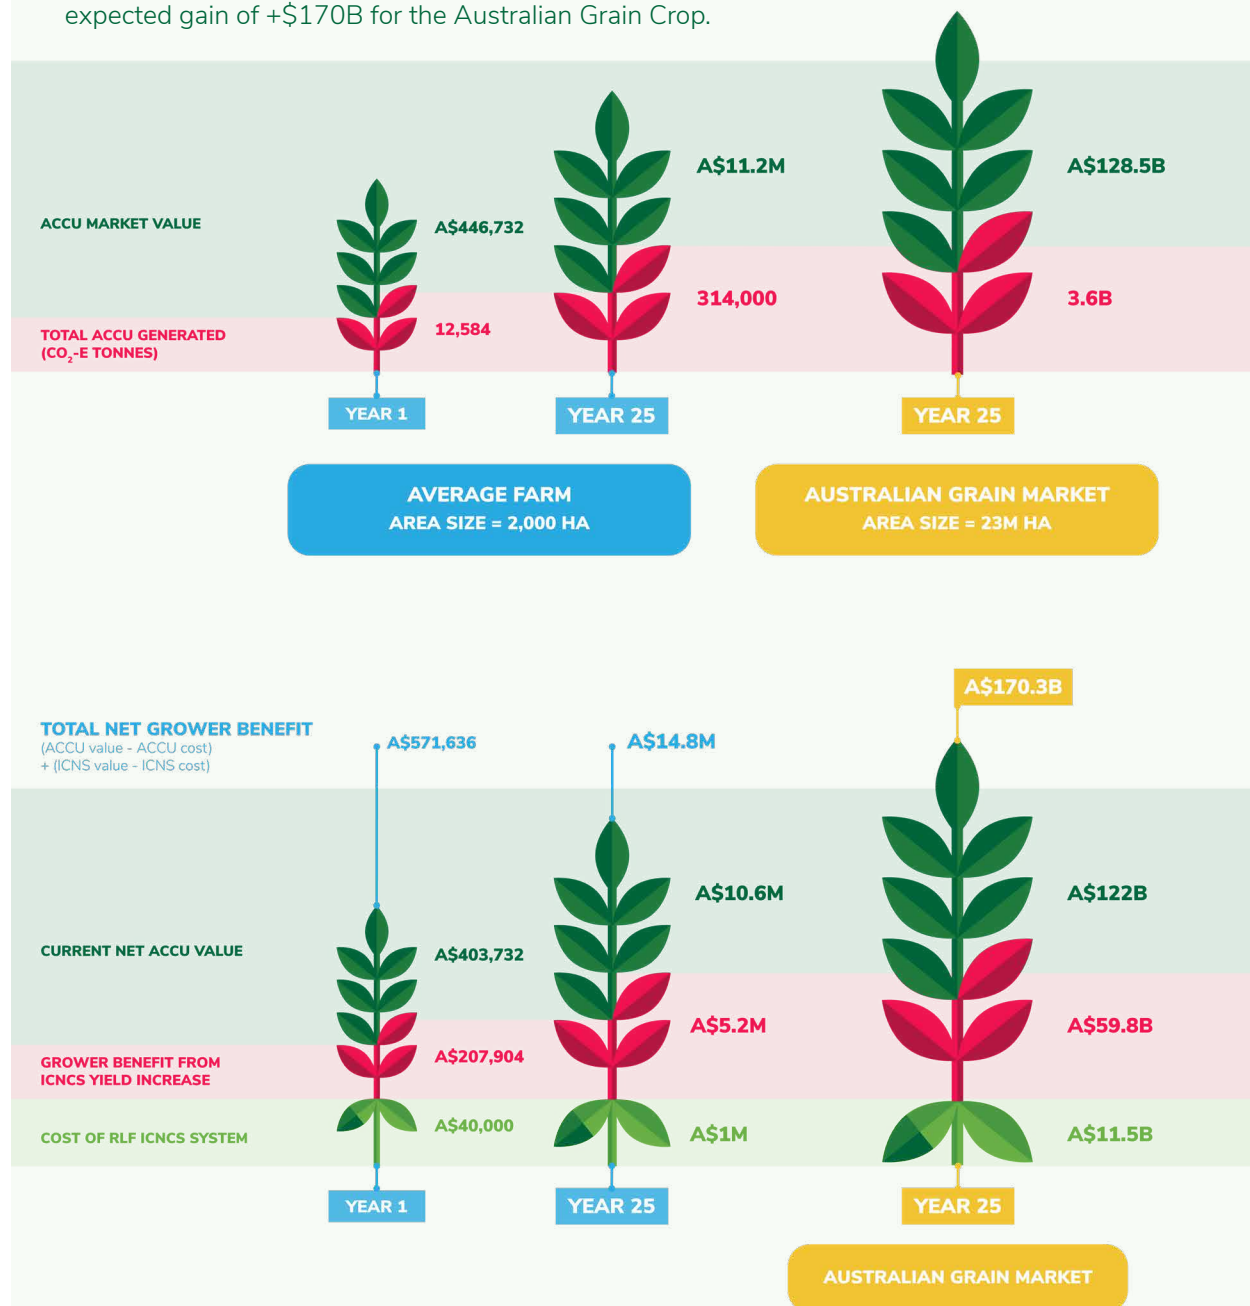 expected gain of +$170B for the Australian Grain Crop.
A$11.2M
A$128.5B
ACCU MARKET VALUE
A$446,732
314,000
3.6B
TOTAL ACCU GENERATED
(CO2-E TONNES)
12,584
YEAR 1
YEAR 25
YEAR 25
AVERAGE FARM
AREA SIZE = 2,000 HA
AUSTRALIAN GRAIN MARKET
AREA SIZE = 23M HA
A$170.3B
TOTAL NET GROWER BENEFIT
(ACCU value - ACCU cost)
+ (ICNS value - ICNS cost)
A$571,636
A$14.8M
A$10.6M
A$122B
CURRENT NET ACCU VALUE
A$403,732
A$5.2M
A$59.8B
GROWER BENEFIT FROM
ICNCS YIELD INCREASE
A$207,904
COST OF RLF ICNCS SYSTEM
A$40,000
A$1M
A$11.5B
YEAR 1
YEAR 25
YEAR 25
AUSTRALIAN GRAIN MARKET